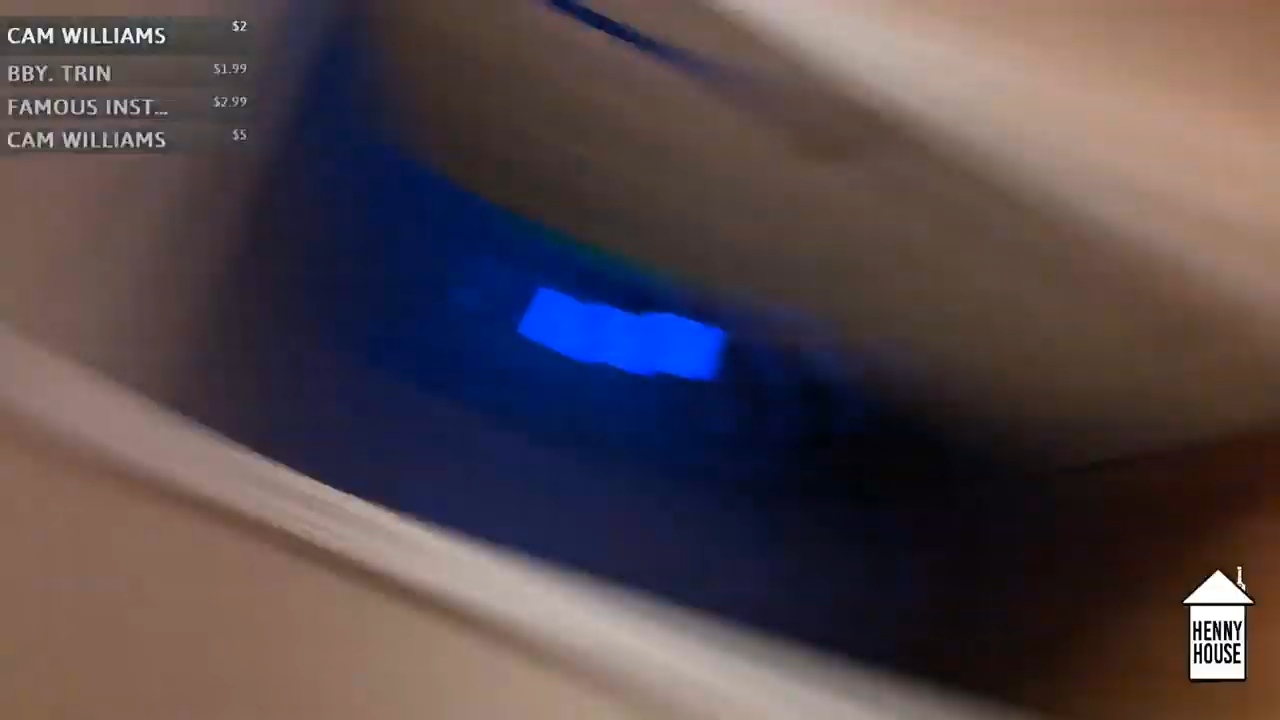 CAM WILLIAMS $2
BBY. TRIN $1.99
FAMOUS INST... $2.99
CAM WILLIAMS $5
HENNY
HOUSE